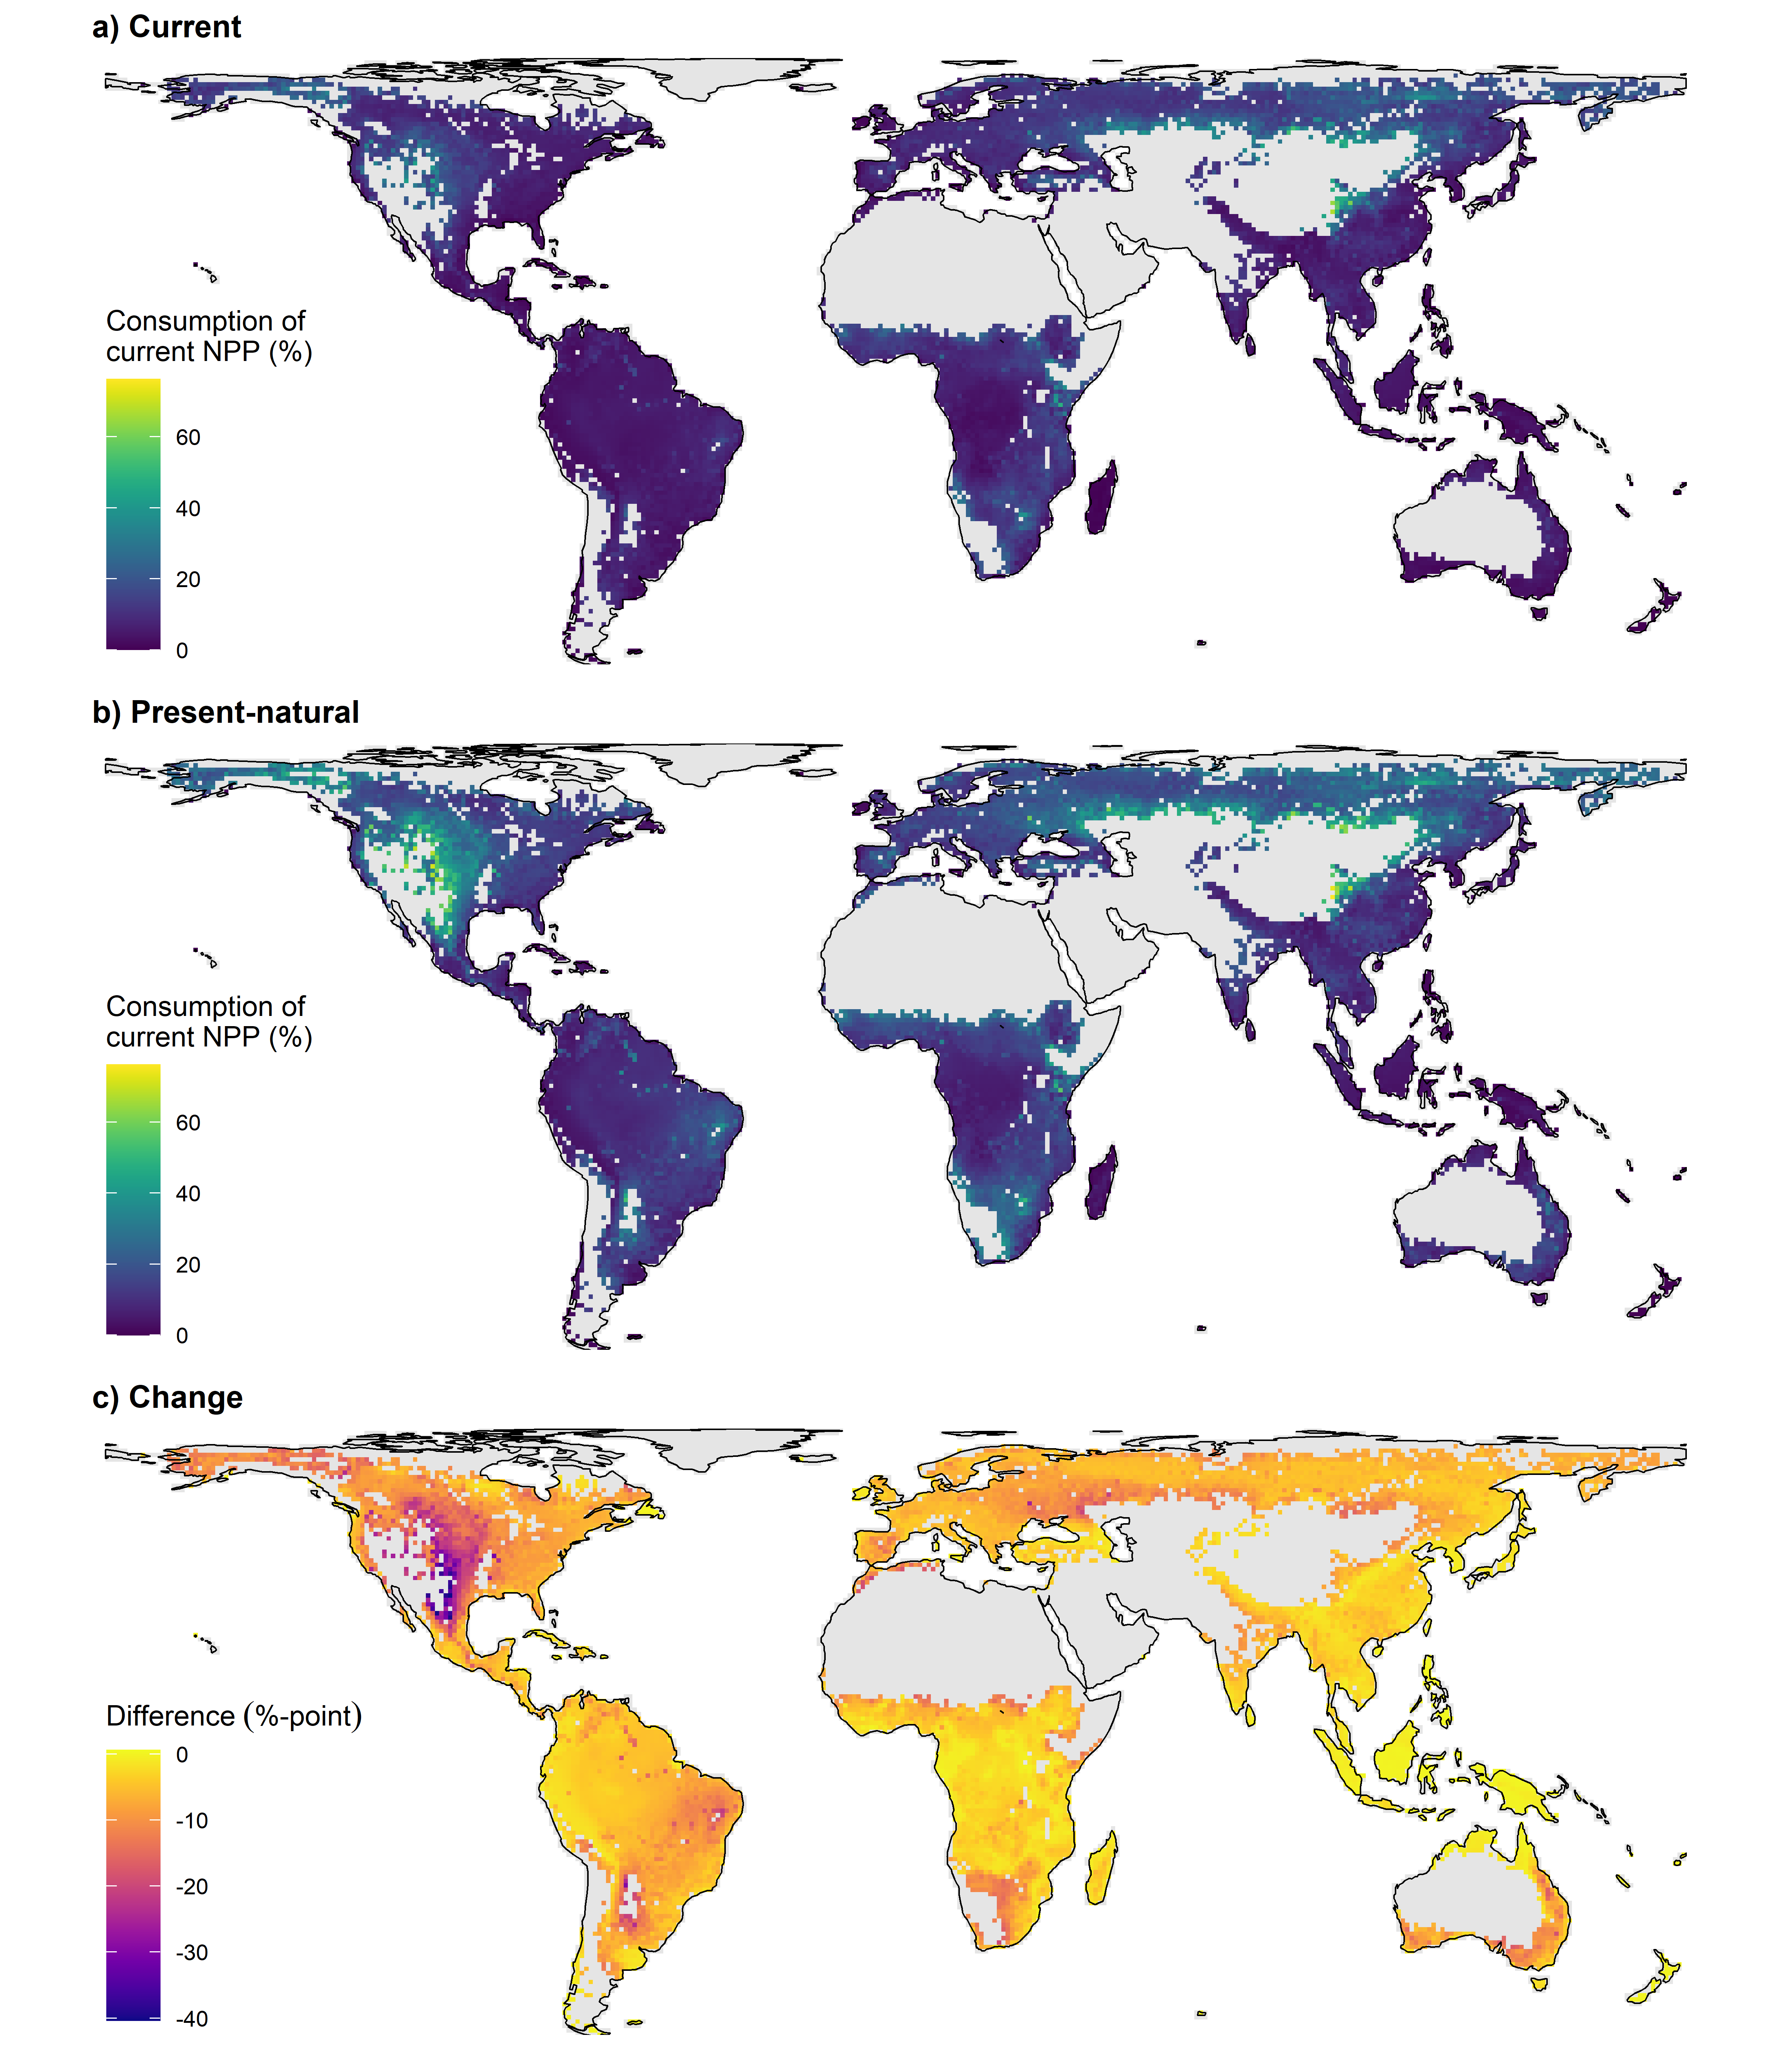 a) Current
Consumption of
current NPP (%)
60
40
20
0
b) Present-natural
Consumption of
current NPP (%)
60
40
20
0
c) Change
Difference (%-point)
0
-10
-20
-30
-40